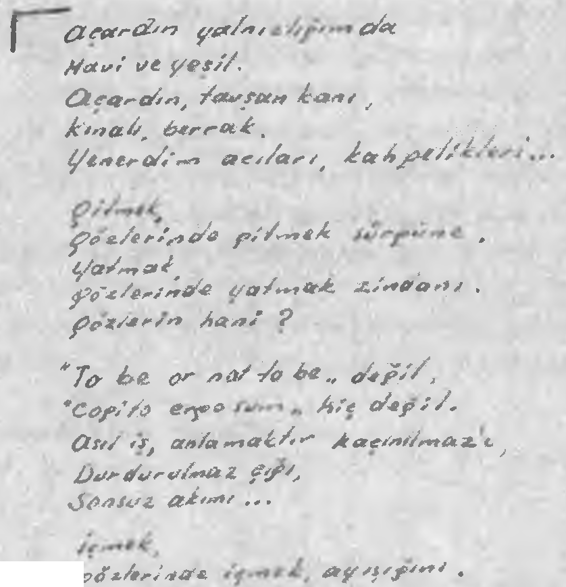 Açardın yalnızlığımda
Mavi ve yeşil.
Açardın, tavşan kanı,
kınalı, berrak.
Yenerdim acıları, kahpelikleri...
Gitmek,
Gözlerinde gitmek sürgüne.
Yatmak,
Gözlerinde yatmak zindanı.
Gözlerin hani?
"To be or not to be„ değil,
"Cogito ergo sum„ hiç değil.
Asıl iş, anlamaktır kaçınılmaz'ı,
Durdurulmaz çığı,
Sonsuz akımı...
içmek,
gözlerinde içmek, ayışığını.